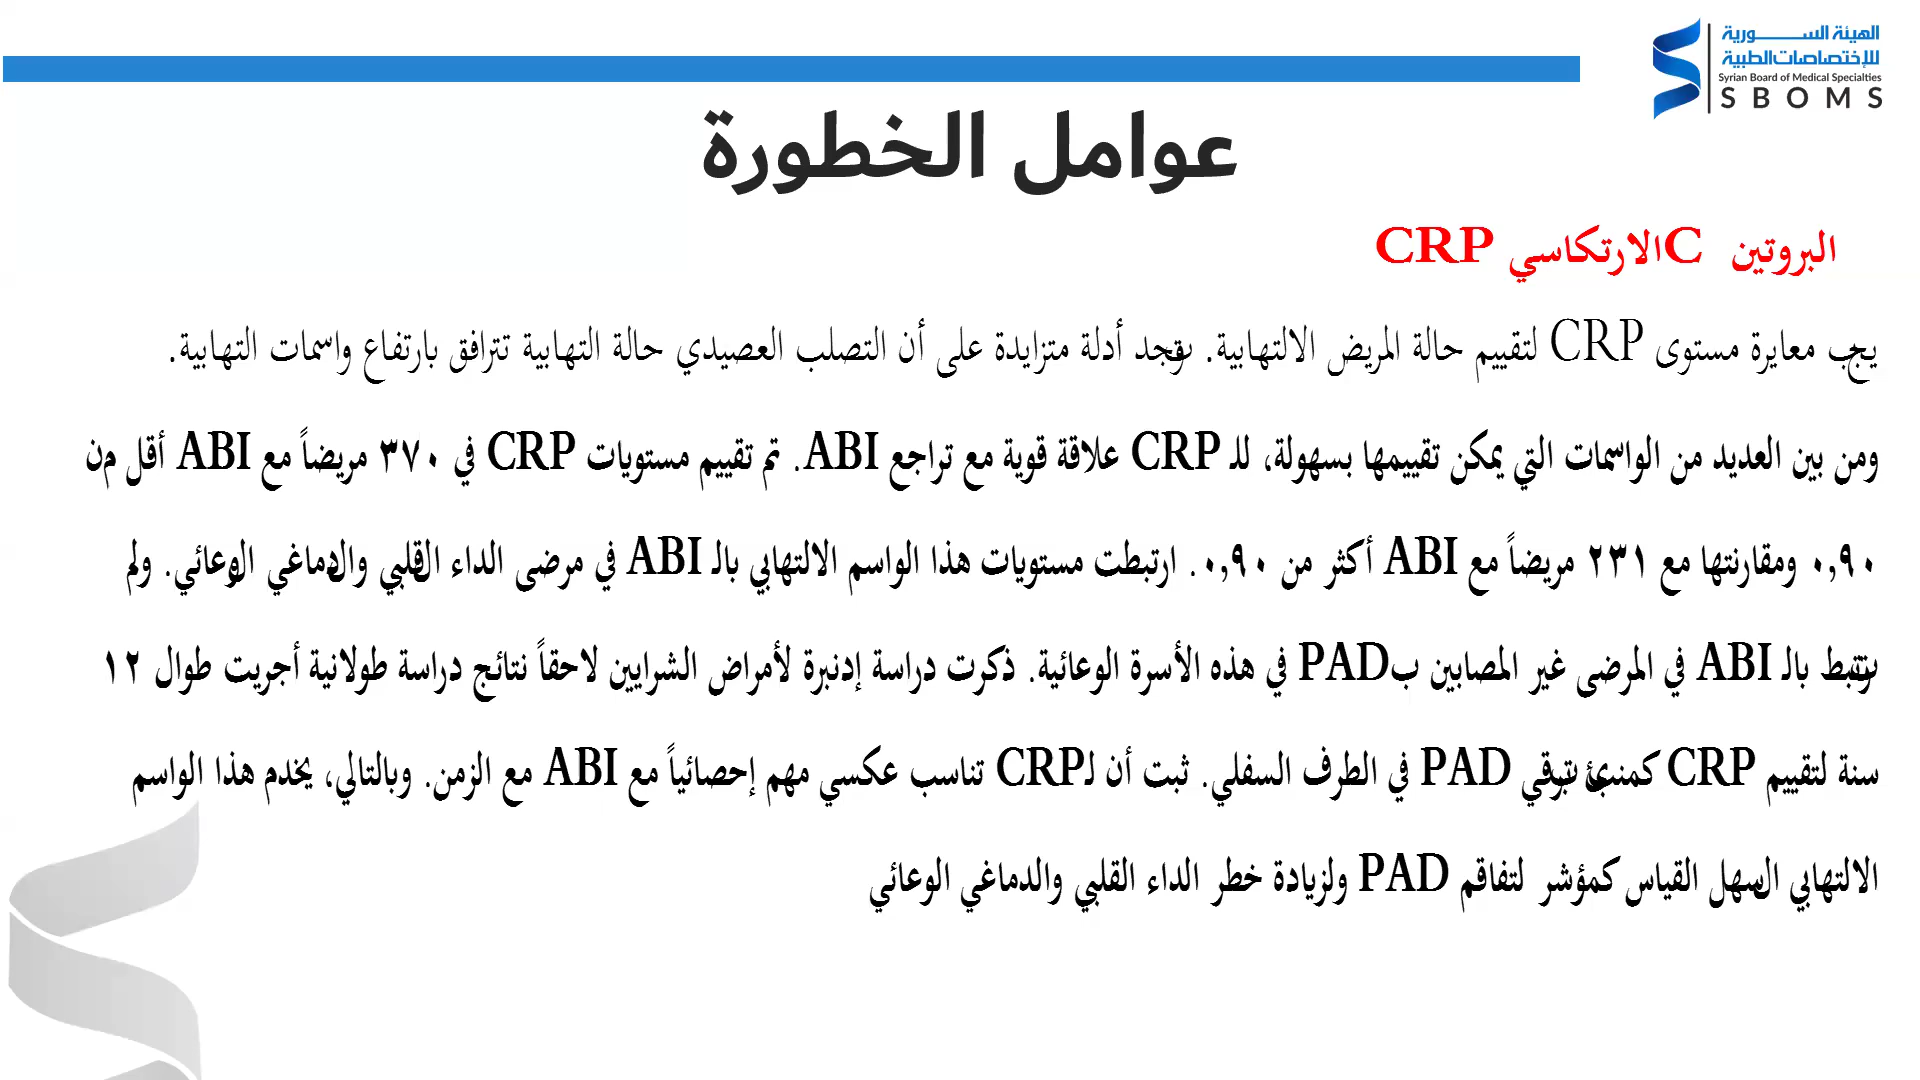 الهيئة الســـــورية
للإختصاصات الطبية
Syrian Board of Medical Specialties
SBOMS
عوامل الخطورة
البروتين C الارتكاسي CRP
يجب معايرة مستوى CRP لتقييم حالة المريض الالتهابية. توجد أدلة متزايدة على أن التصلب العصيدي حالة التهابية تترافق بارتفاع واسمات التهابية.
ومن بين العديد من الواسمات التي يمكن تقييمها بسهولة، للـ CRP علاقة قوية مع تراجع ABI. تم تقييم مستويات CRP في ٣٧٠ مريضاً مع ABI أقل من
٠,٩٠ ومقارنتها مع ٢٣١ مريضاً مع ABI أكثر من ٠,٩٠. ارتبطت مستويات هذا الواسم الالتهابي بالـ ABI في مرضى الداء القلبي والدماغي الوعائي. ولم
ترتبط بالـ ABI في المرضى غير المصابين بPAD في هذه الأسرة الوعائية. ذكرت دراسة إدنبرة لأمراض الشرايين لاحقاً نتائج دراسة طولانية أجريت طوال ١٢
سنة لتقييم CRP كمنبئ بترقي PAD في الطرف السفلي. ثبت أن لـCRP تناسب عكسي مهم إحصائياً مع ABI مع الزمن. وبالتالي، يخدم هذا الواسم
الالتهابي السهل القياس كمؤشر لتفاقم PAD ولزيادة خطر الداء القلبي والدماغي الوعائي